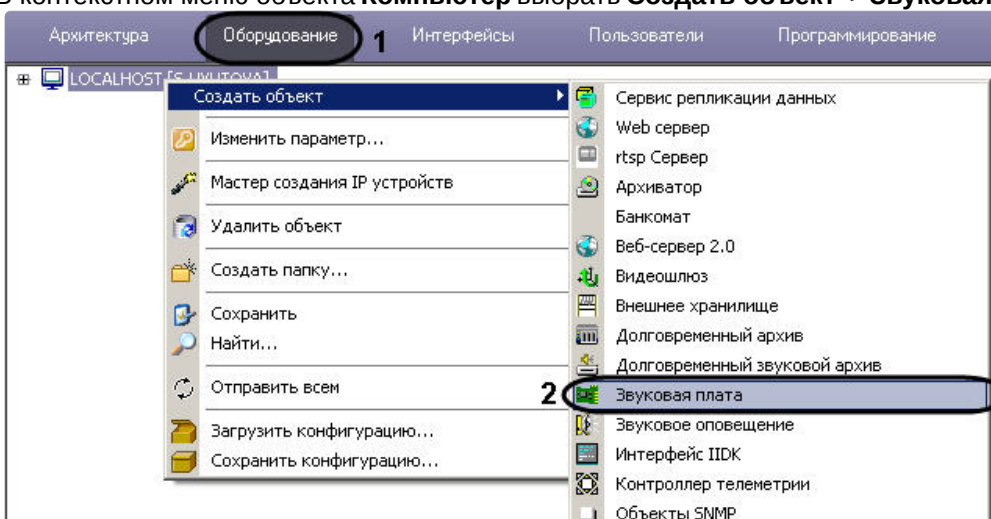 В контекстном меню объекта Компьютер выбрать Создать объект Звуковая
Архитектура Оборудование 1 Интерфейсы Пользователи Программирование
LOCALHOST
Создать объект
Изменить параметр...
Мастер создания IP устройств
Удалить объект
Создать папку...
Сохранить
Найти...
Отправить всем
Загрузить конфигурацию...
Сохранить конфигурацию...
Сервис репликации данных
Web сервер
rtsp Сервер
Архиватор
Банкомат
Веб-сервер 2.0
Видеошлюз
Внешнее хранилище
Долговременный архив
Долговременный звуковой архив
2 Звуковая плата
Звуковое оповещение
Интерфейс IIDK
Контроллер телеметрии
Объекты SNMP